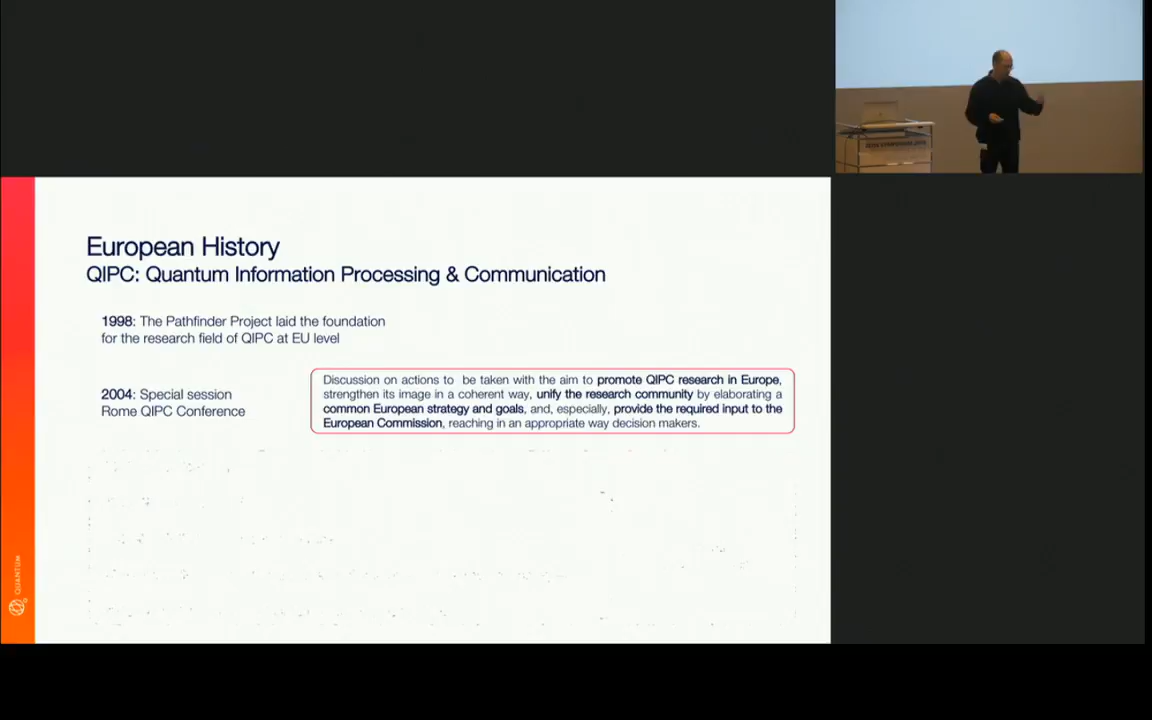 European History
QIPC: Quantum Information Processing & Communication
1998: The Pathfinder Project laid the foundation
for the research field of QIPC at EU level
2004: Special session
Rome QIPC Conference
Discussion on actions to be taken with the aim to promote QIPC research in Europe,
strengthen its image in a coherent way, unify the research community by elaborating a
common European strategy and goals, and, especially, provide the required input to the
European Commission, reaching in an appropriate way decision makers.
QUANTUM